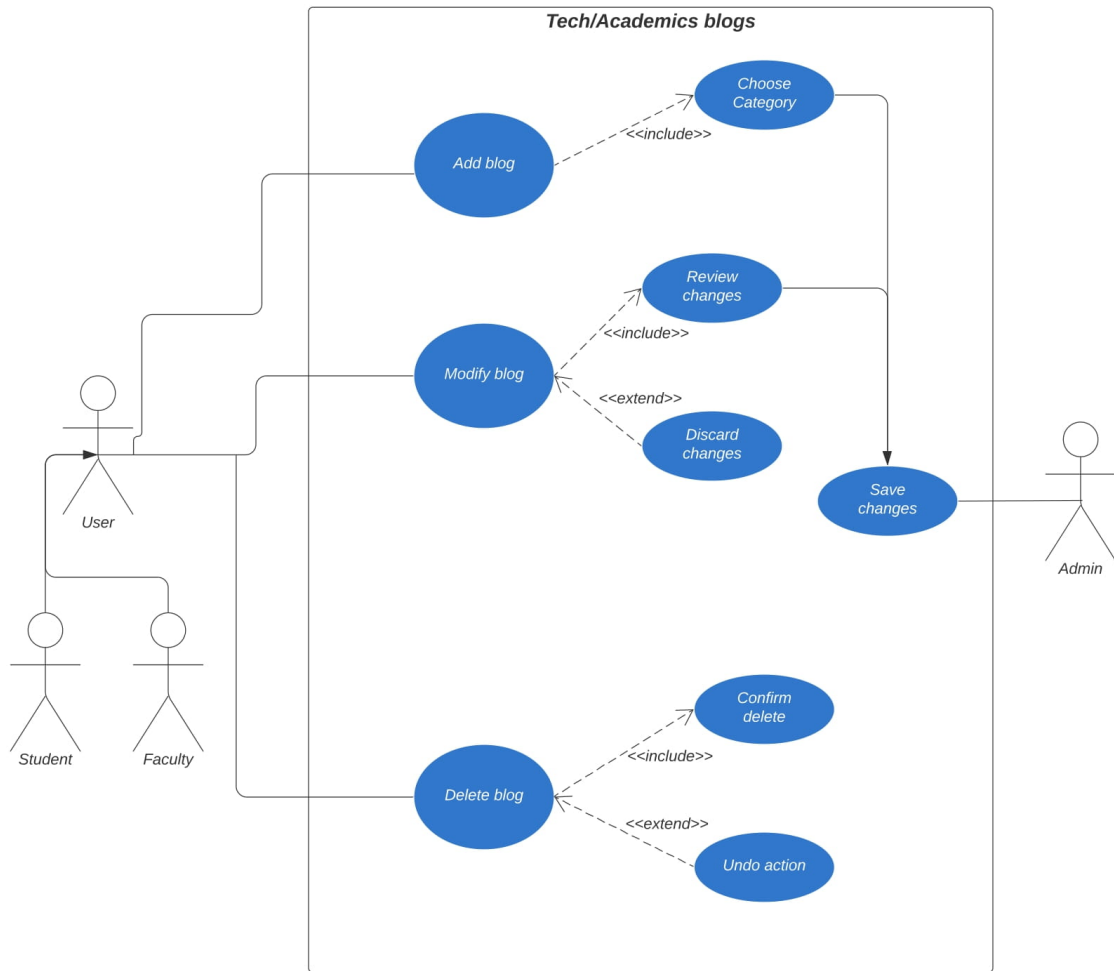 Tech/Academics blogs
Choose
Category
<<include>>
Add blog
Review
changes
<<include>>
Modify blog
<<extend>>
Discard
changes
Save
changes
User
Admin
Student
Faculty
Confirm
delete
<<include>>
Delete blog
<<extend>>
Undo action